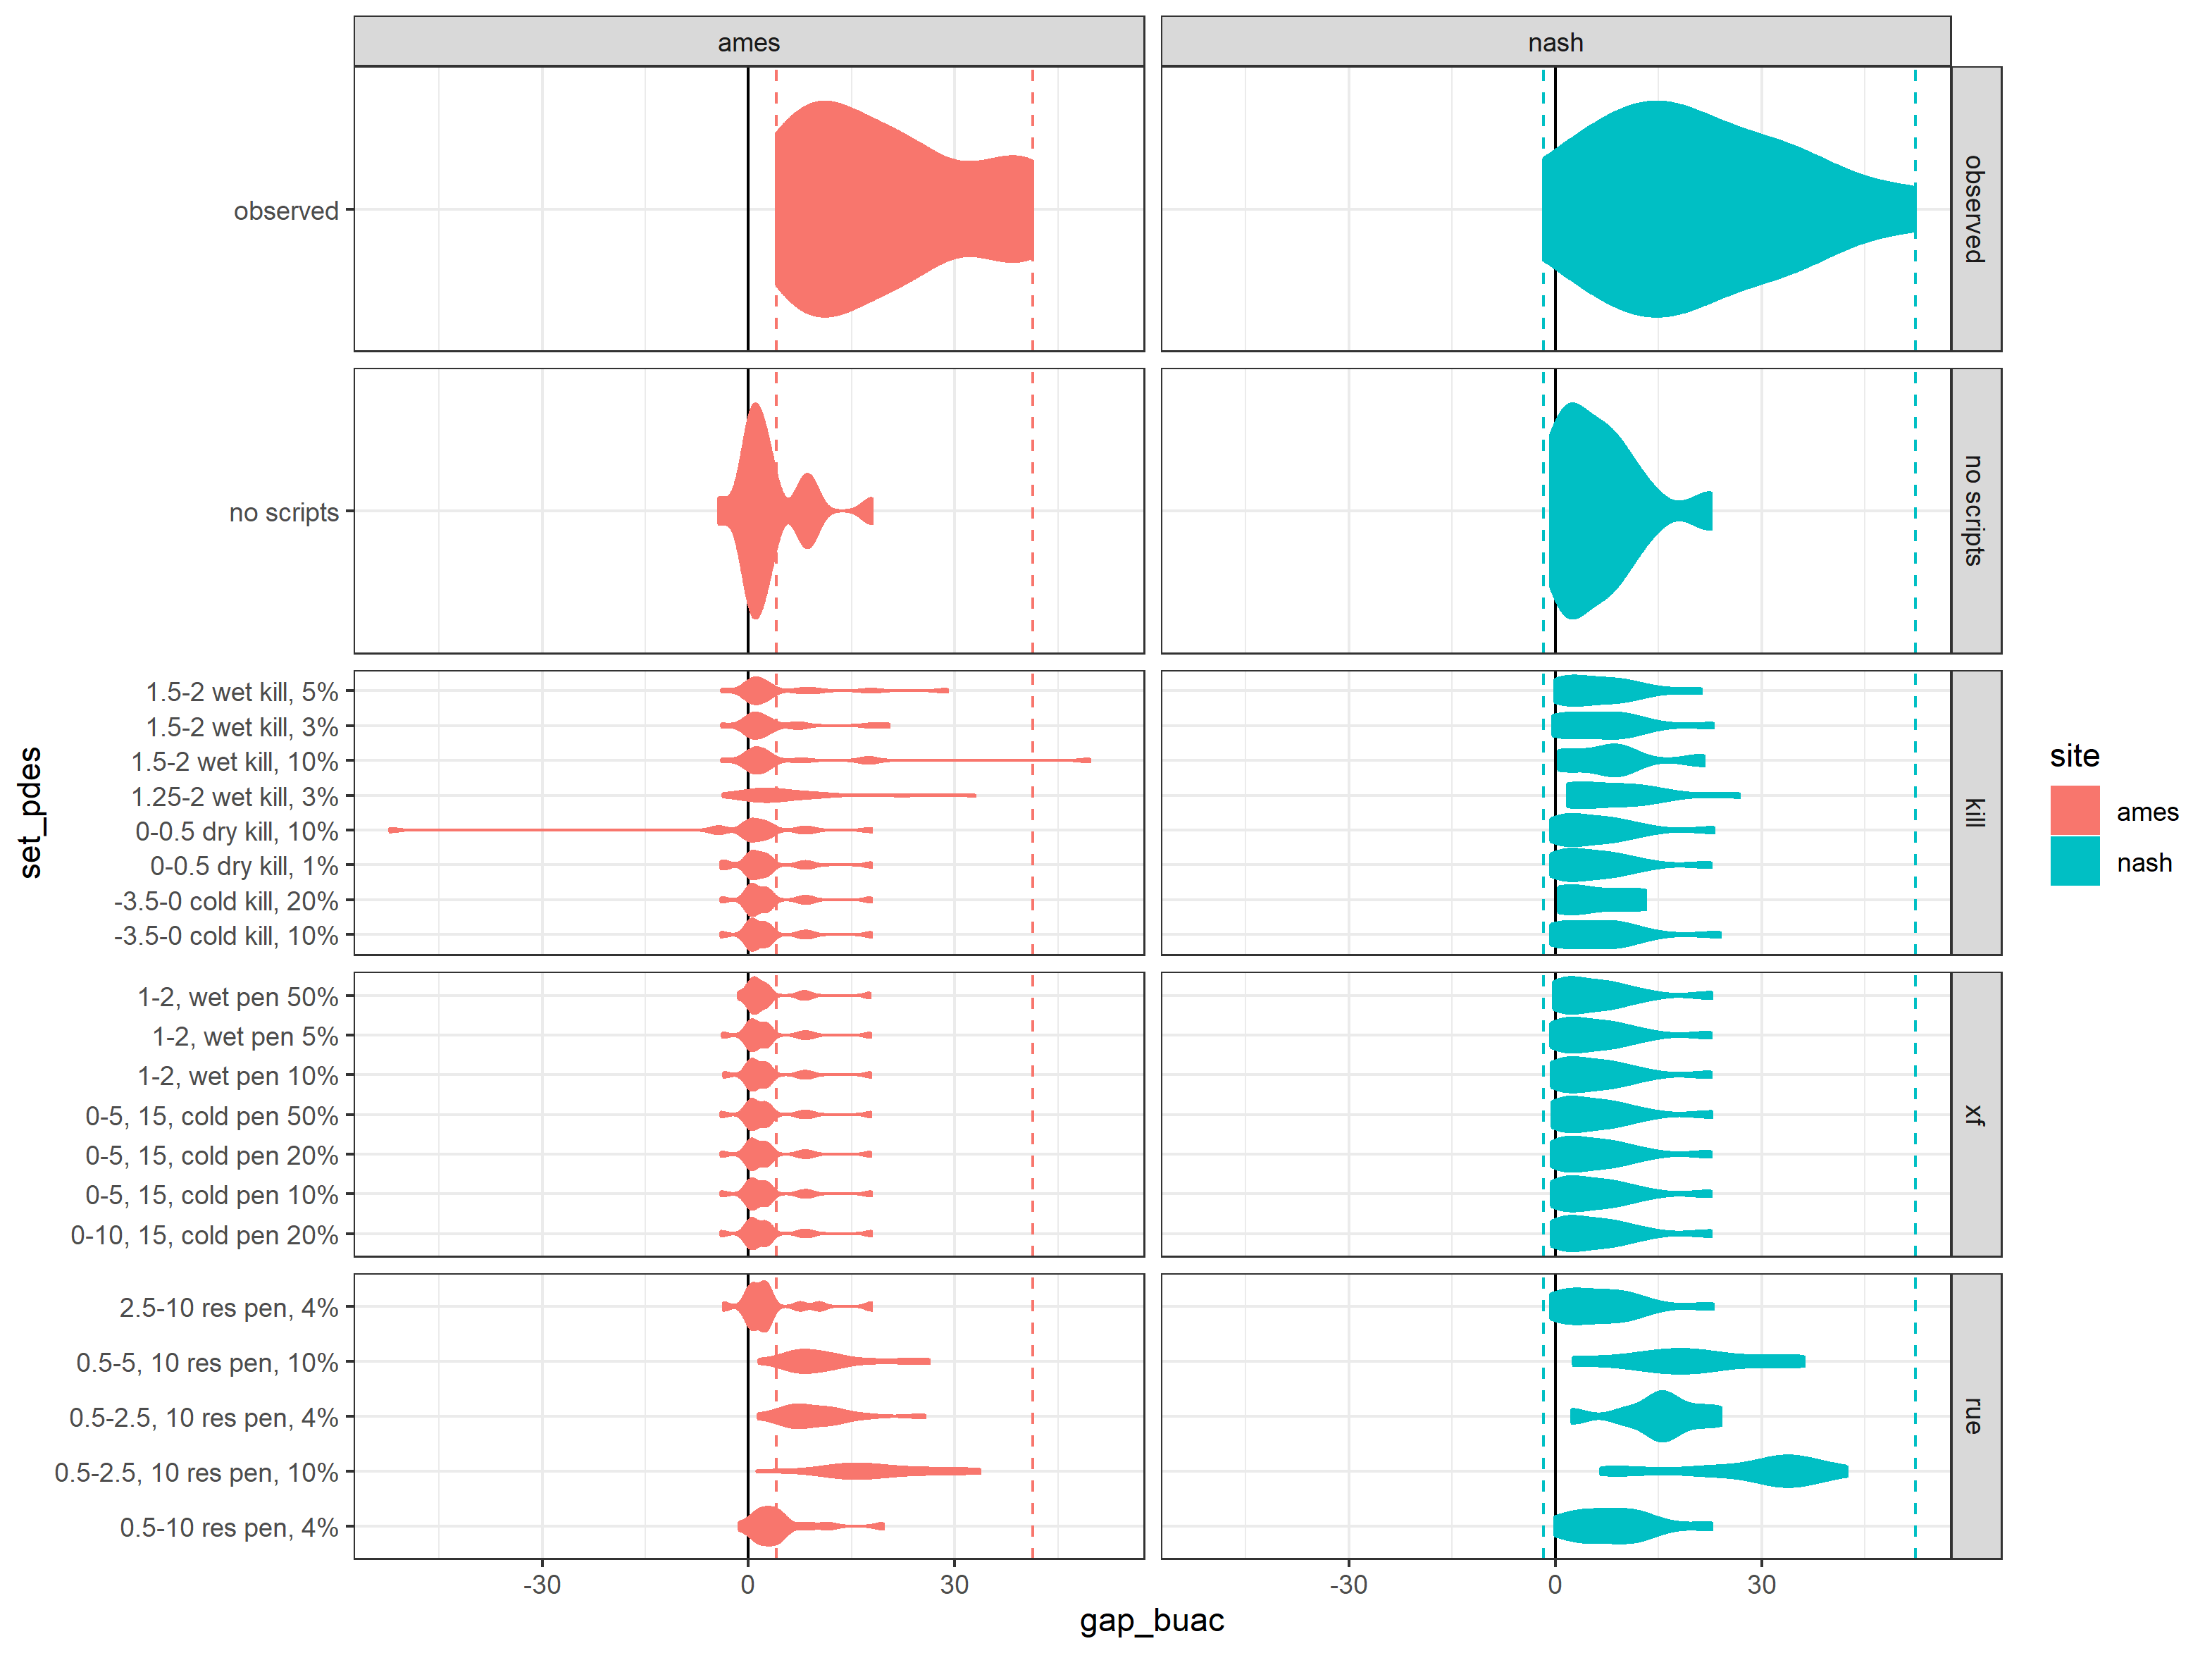 ames
nash
observed
observed
no scripts
no scripts
1.5-2 wet kill, 5%
1.5-2 wet kill, 3%
1.5-2 wet kill, 10%
1.25-2 wet kill, 3%
0-0.5 dry kill, 10%
0-0.5 dry kill, 1%
-3.5-0 cold kill, 20%
-3.5-0 cold kill, 10%
kill
1-2, wet pen 50%
1-2, wet pen 5%
1-2, wet pen 10%
0-5, 15, cold pen 50%
0-5, 15, cold pen 20%
0-5, 15, cold pen 10%
0-10, 15, cold pen 20%
xf
2.5-10 res pen, 4%
0.5-5, 10 res pen, 10%
0.5-2.5, 10 res pen, 4%
0.5-2.5, 10 res pen, 10%
0.5-10 res pen, 4%
rue
-30
0
30
-30
0
30
gap_buac
set_pdes
site
ames
nash